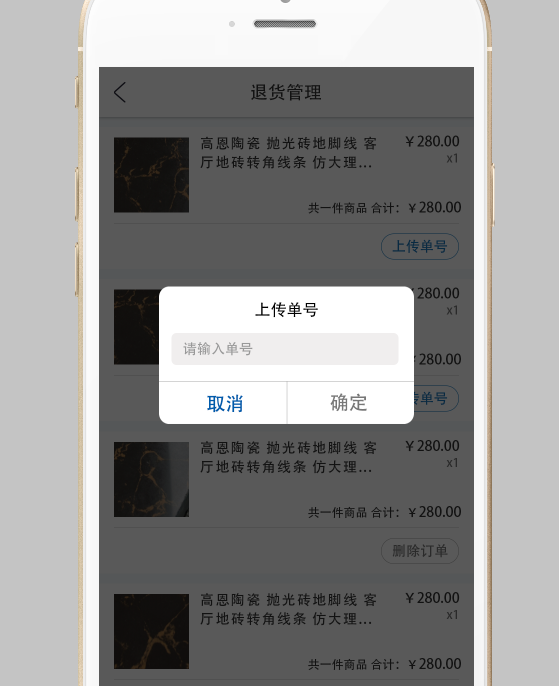 退货管理
高恩陶瓷 抛光砖地脚线 客
厅地砖转角线条 仿大理...
￥280.00
x1
共一件商品 合计：￥280.00
上传单号
280.00
x1
280.00
单号
上传单号
请输入单号
取消
确定
高恩陶瓷 抛光砖地脚线 客
厅地砖转角线条 仿大理...
￥280.00
x1
共一件商品 合计：￥280.00
删除订单
高恩陶瓷 抛光砖地脚线 客
厅地砖转角线条 仿大理...
￥280.00
x1
共一件商品 合计：￥280.00